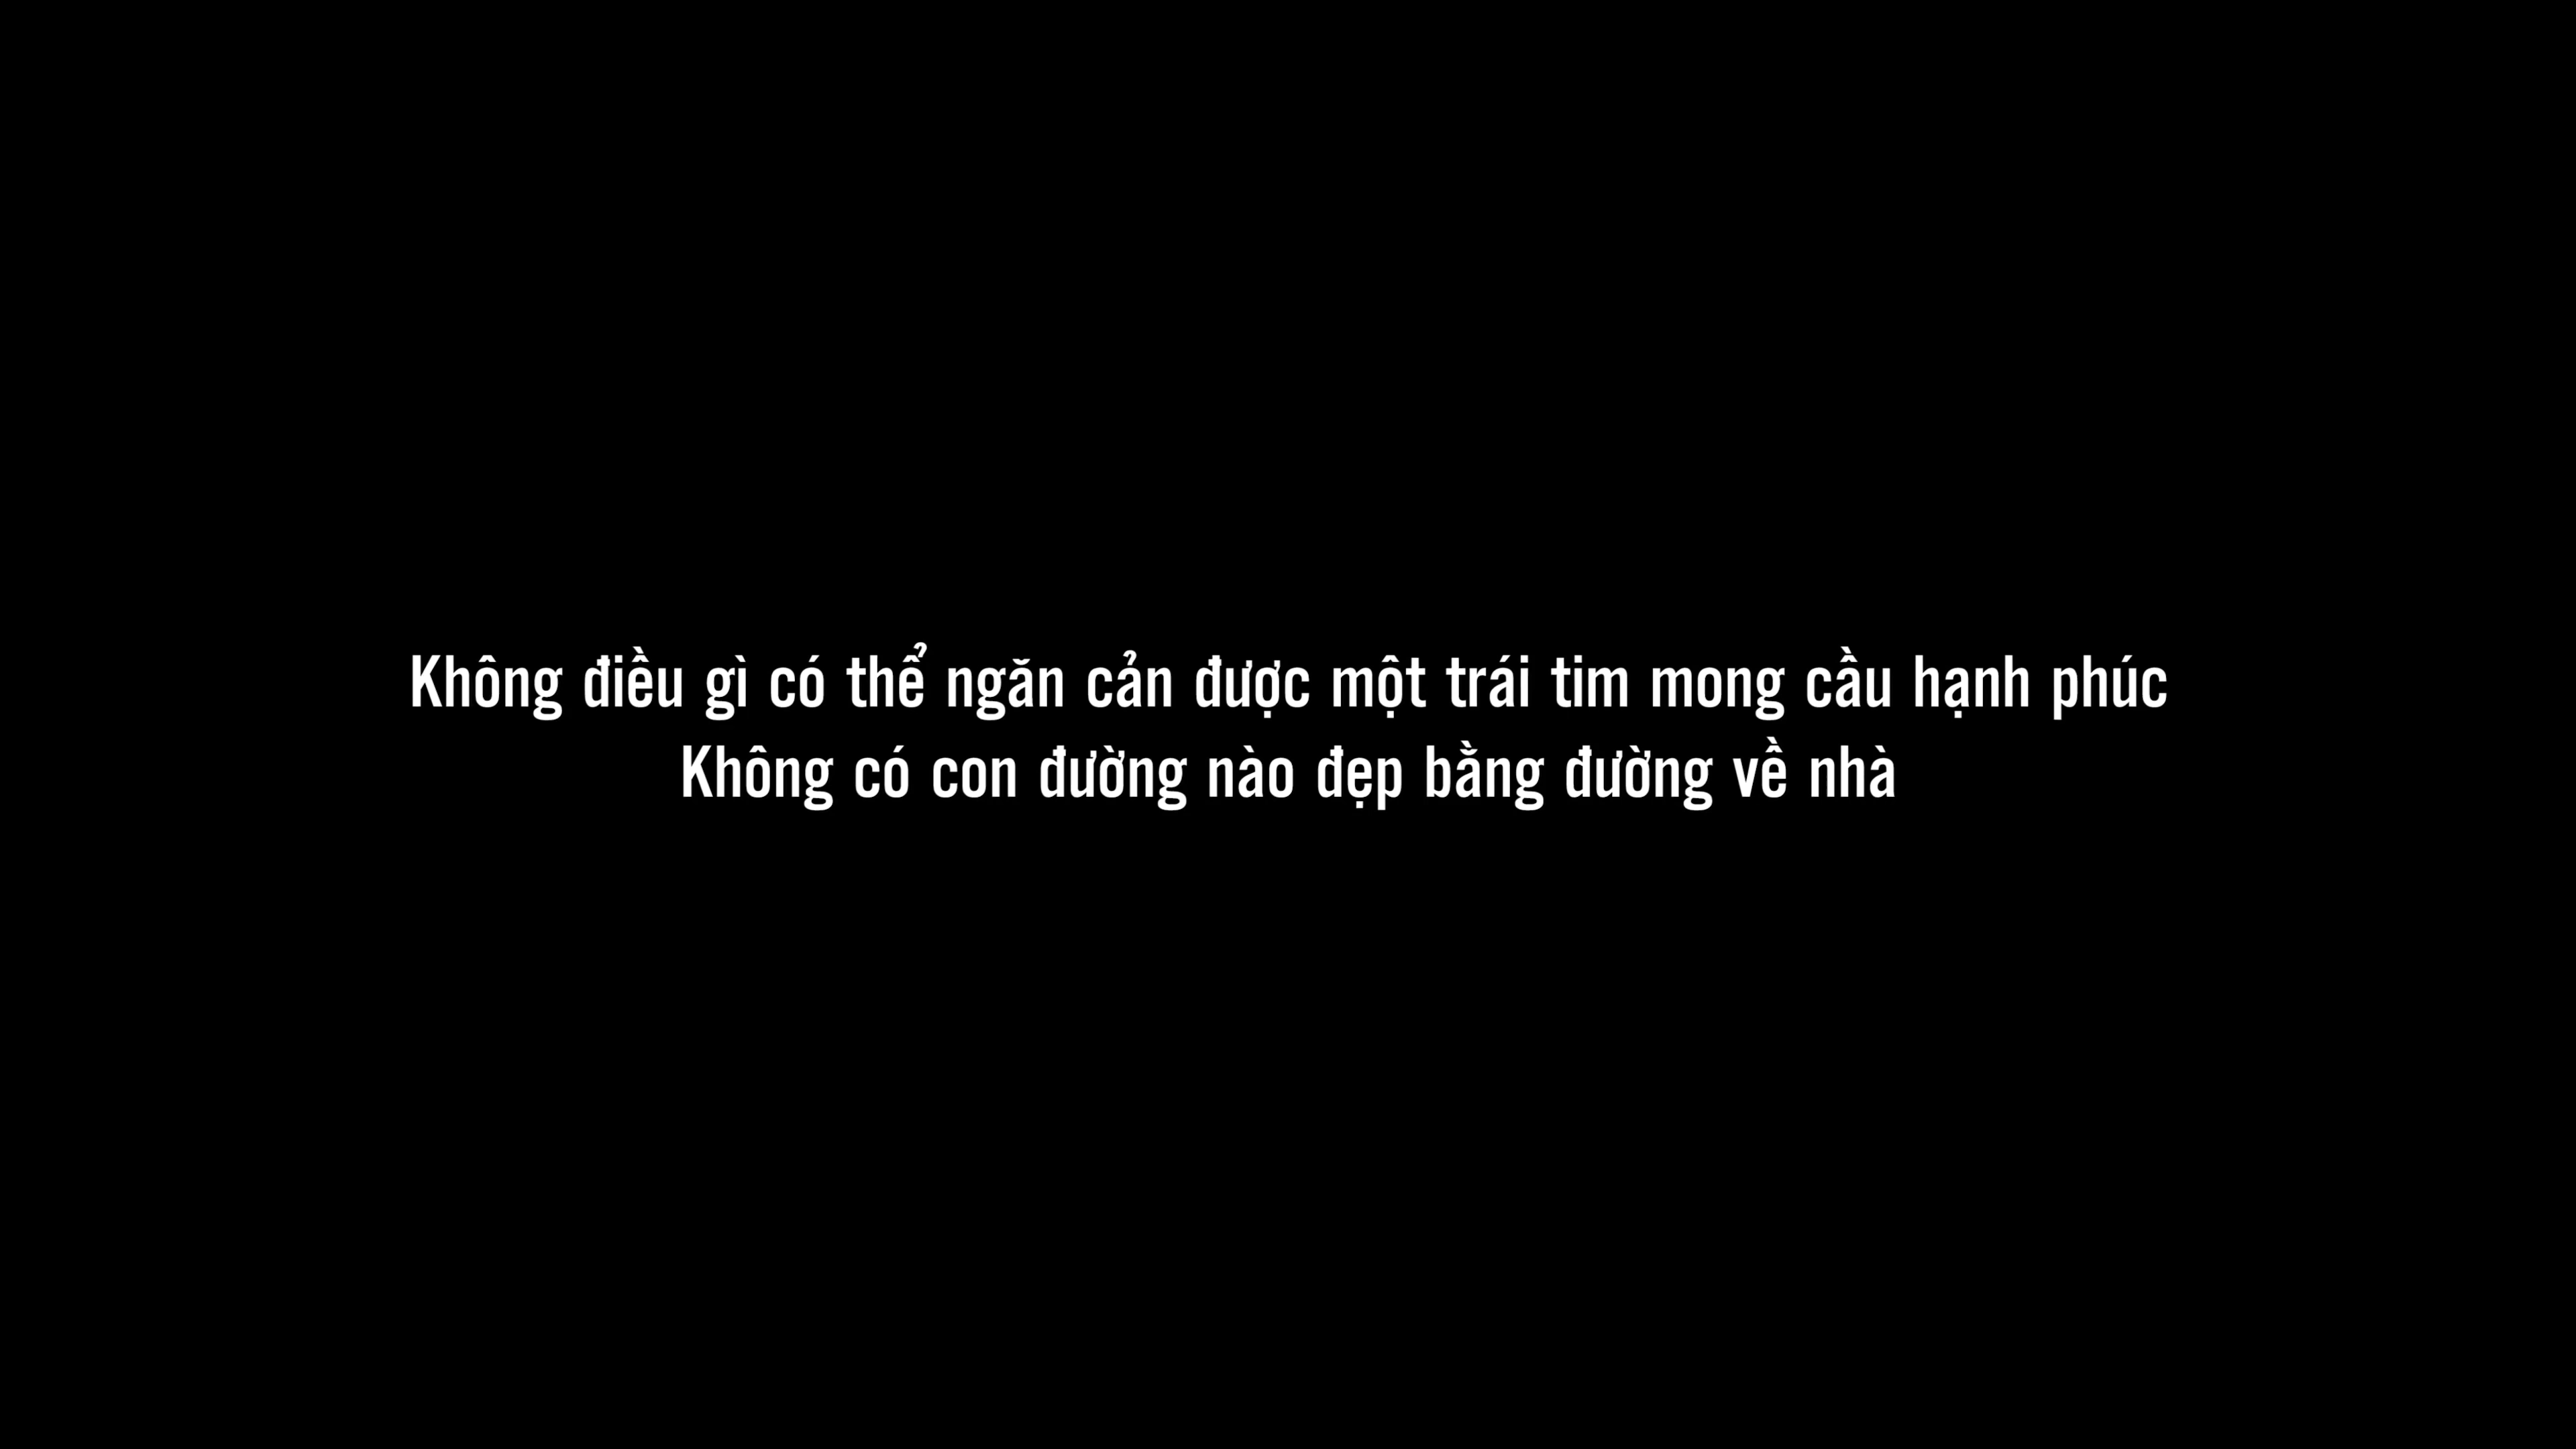 Không điều gì có thể ngăn cản được một trái tim mong cầu hạnh phúc
Không có con đường nào đẹp bằng đường về nhà